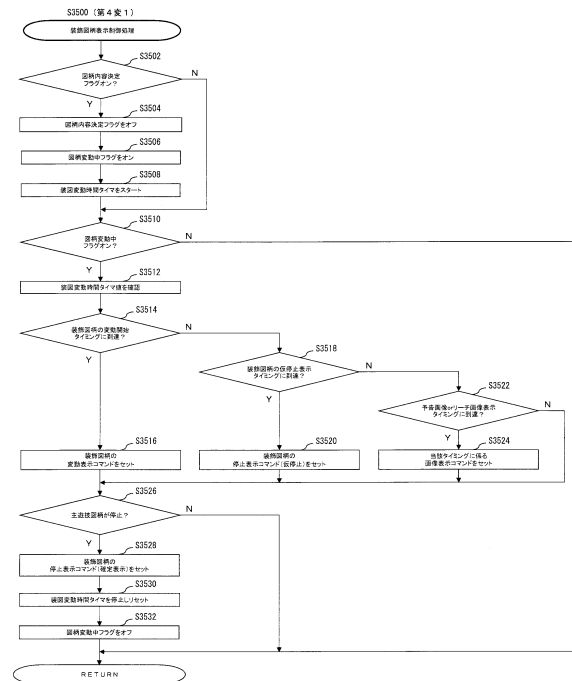 S3500 (第4変1)
装飾図柄表示制御処理
S3502
図柄内容決定
フラグオン？
N
Y
S3504
図柄内容決定フラグをオフ
S3506
図柄変動中フラグをオン
S3508
装図変動時間タイマをスタート
S3510
図柄変動中
フラグオン？
N
Y
S3512
装図変動時間タイマ値を確認
S3514
装飾図柄の変動開始
タイミングに到達？
N
Y
S3518
装飾図柄の仮停止表示
タイミングに到達？
N
Y
S3522
予告画像orリーチ画像表示
タイミングに到達？
N
Y
S3516
装飾図柄の
変動表示コマンドをセット
S3520
装飾図柄の
停止表示コマンド(仮停止)をセット
S3524
当該タイミングに係る
画像表示コマンドをセット
S3526
主遊技図柄が停止？
N
Y
S3528
装飾図柄の
停止表示コマンド(確定表示)をセット
S3530
装図変動時間タイマを停止しリセット
S3532
図柄変動中フラグをオフ
RETURN